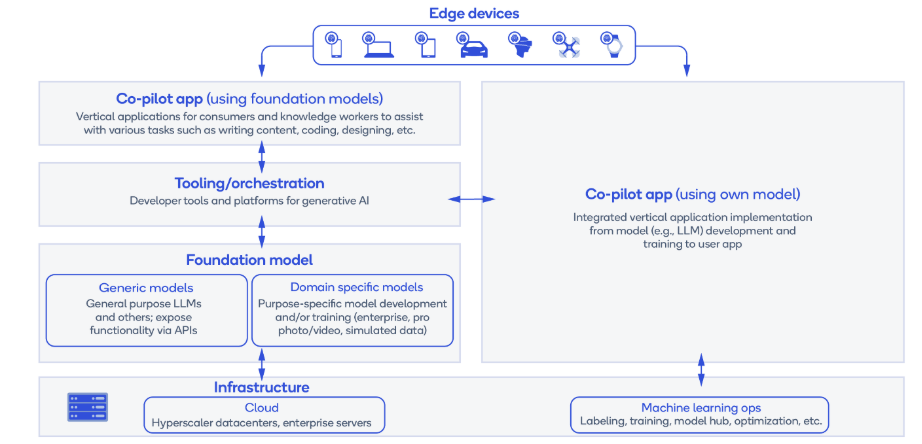 Edge devices
Co-pilot app (using foundation models)
Vertical applications for consumers and knowledge workers to assist
with various tasks such as writing content, coding, designing, etc.
Tooling/orchestration
Developer tools and platforms for generative AI
Foundation model
Generic models
General purpose LLMs
and others; expose
functionality via APIs
Domain specific models
Purpose-specific model development
and/or training (enterprise, pro
photo/video, simulated data)
Co-pilot app (using own model)
Integrated vertical application implementation
from model (e.g., LLM) development and
training to user app
Infrastructure
Cloud
Hyperscaler datacenters, enterprise servers
Machine learning ops
Labeling, training, model hub, optimization, etc.